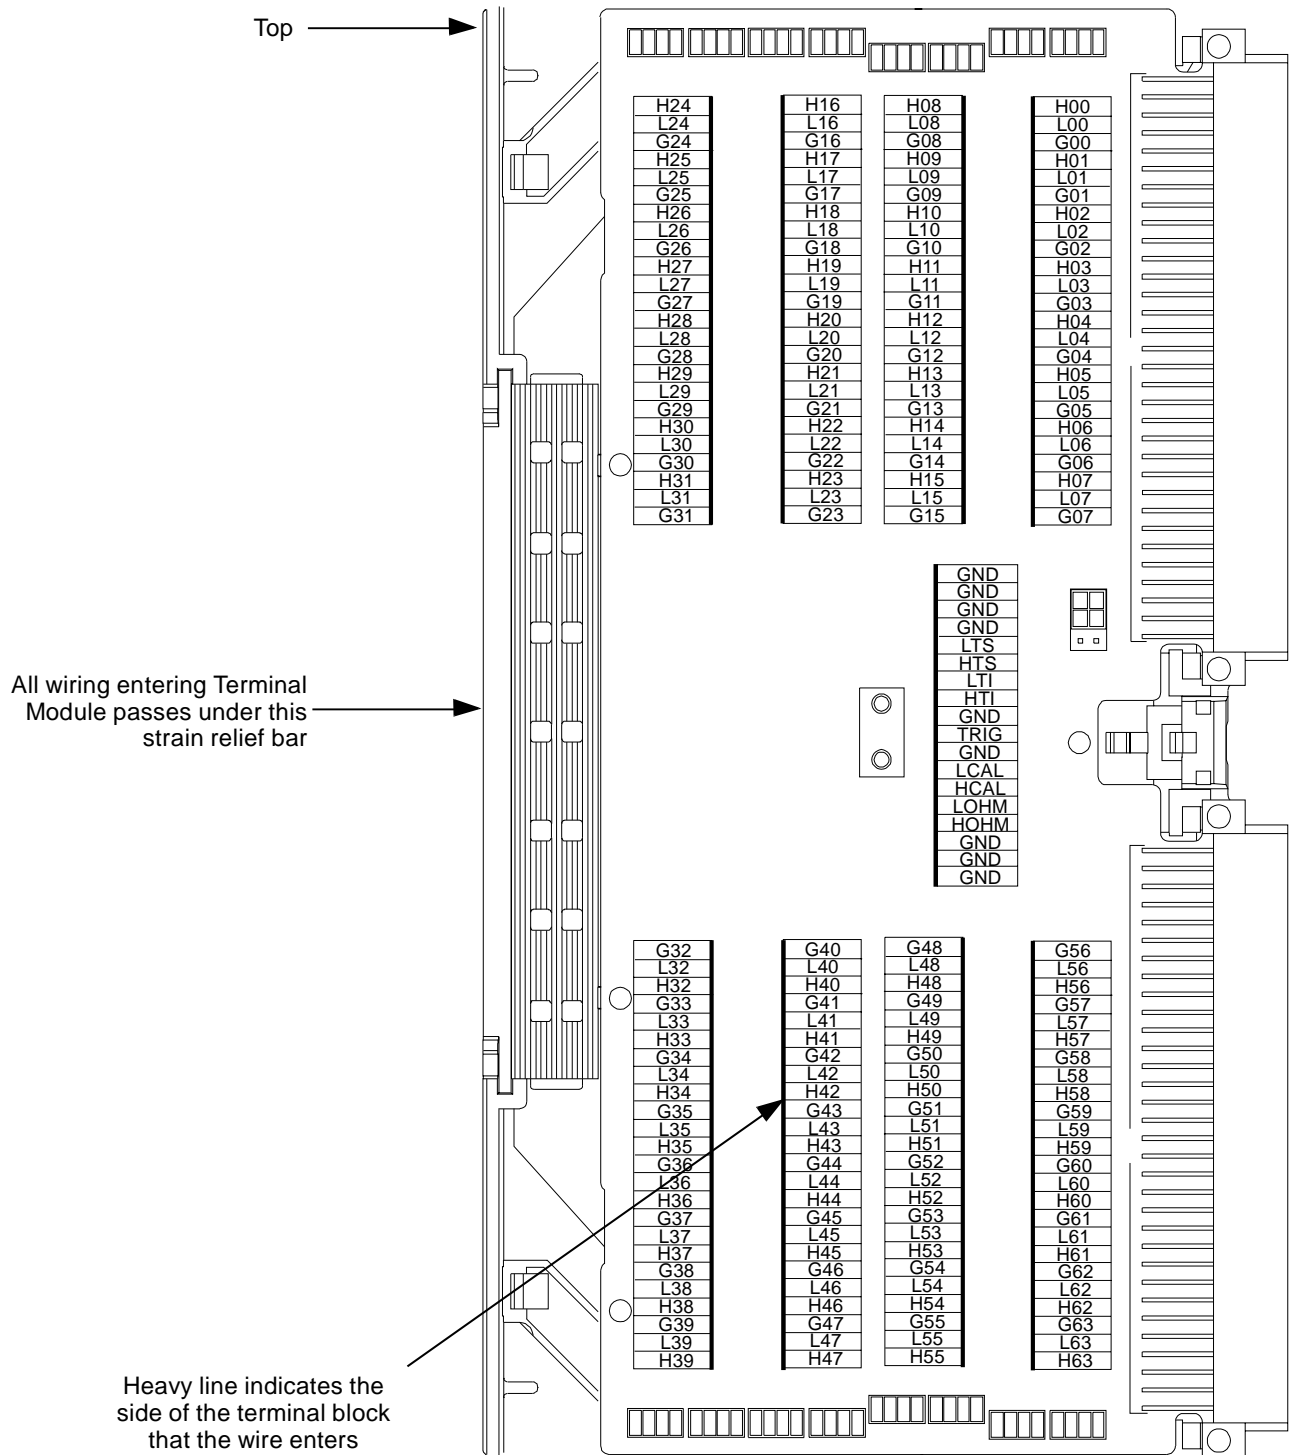 Top
H24
L24
G24
H25
L25
G25
H26
L26
G26
H27
L27
G27
H28
L28
G28
H29
L29
G29
H30
L30
G30
H31
L31
G31
H16
L16
G16
H17
L17
G17
H18
L18
G18
H19
L19
G19
H20
L20
G20
H21
L21
G21
H22
L22
G22
H23
L23
G23
H08
L08
G08
H09
L09
G09
H10
L10
G10
H11
L11
G11
H12
L12
G12
H13
L13
G13
H14
L14
G14
H15
L15
G15
H00
L00
G00
H01
L01
G01
H02
L02
G02
H03
L03
G03
H04
L04
G04
H05
L05
G05
H06
L06
G06
H07
L07
G07
GND
GND
GND
GND
LTS
HTS
LTI
HTI
GND
TRIG
GND
LCAL
HCAL
LOHM
HOHM
GND
GND
GND
All wiring entering Terminal
Module passes under this
strain relief bar
G32
L32
H32
G33
L33
H33
G34
L34
H34
G35
L35
H35
G36
L36
H36
G37
L37
H37
G38
L38
H38
G39
L39
H39
G40
L40
H40
G41
L41
H41
G42
L42
H42
G43
L43
H43
G44
L44
H44
G45
L45
H45
G46
L46
H46
G47
L47
H47
G48
L48
H48
G49
L49
H49
G50
L50
H50
G51
L51
H51
G52
L52
H52
G53
L53
H53
G54
L54
H54
G55
L55
H55
G56
L56
H56
G57
L57
H57
G58
L58
H58
G59
L59
H59
G60
L60
H60
G61
L61
H61
G62
L62
H62
G63
L63
H63
Heavy line indicates the
side of the terminal block
that the wire enters